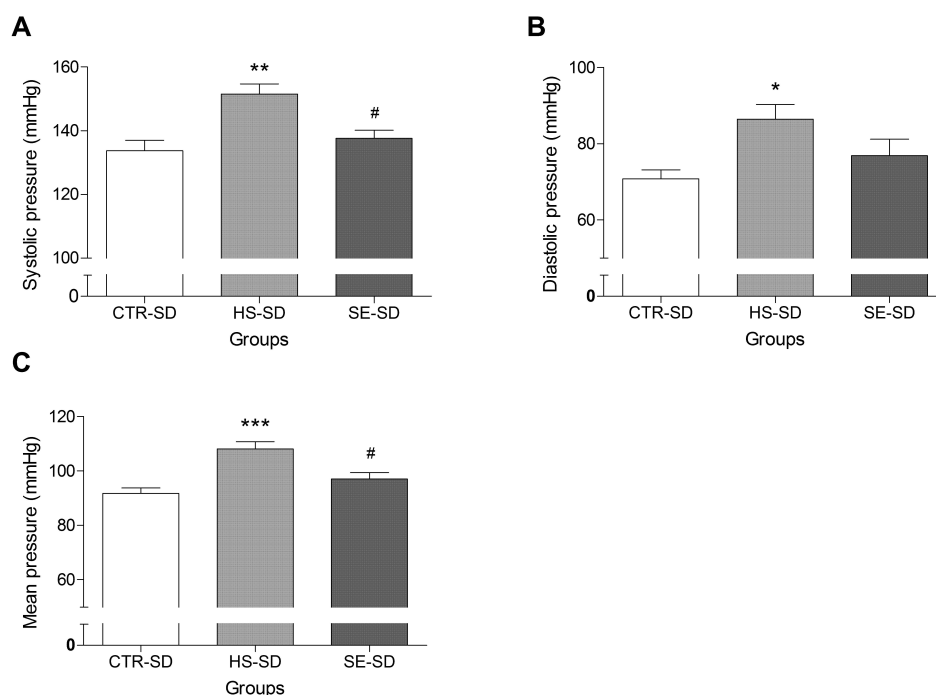 A
Systolic pressure (mmHg)
160
140
120
100
0
**
#
CTR-SD
HS-SD
SE-SD
Groups
B
Diastolic pressure (mmHg)
100
80
60
0
*
CTR-SD
HS-SD
SE-SD
Groups
C
Mean pressure (mmHg)
120
100
80
60
0
***
#
CTR-SD
HS-SD
SE-SD
Groups